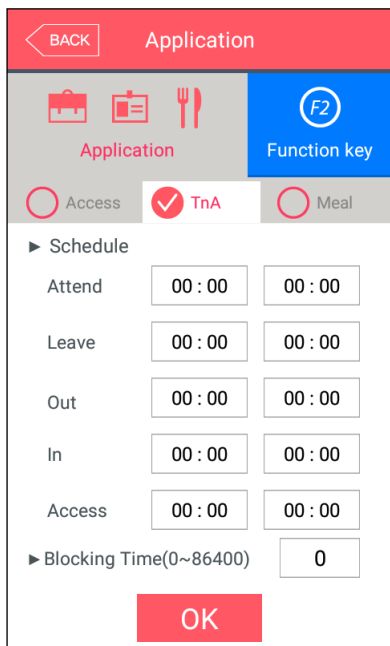 BACK Application
F2
Application Function key
Access TnA Meal
► Schedule
Attend 00 : 00 00 : 00
Leave 00 : 00 00 : 00
Out 00 : 00 00 : 00
In 00 : 00 00 : 00
Access 00 : 00 00 : 00
►Blocking Time(0~86400) 0
OK